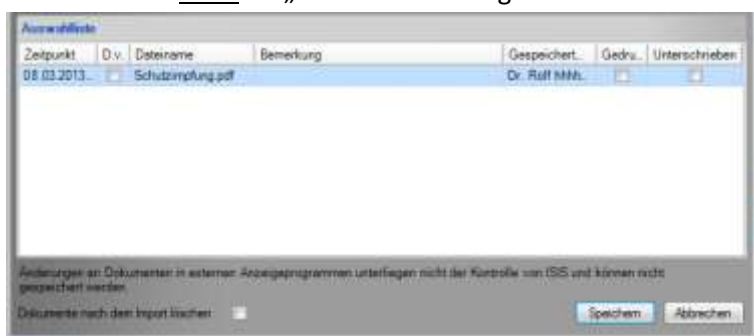 Auswahlliste
Zeitpunkt D.v. Dateiname Bemerkung Gespeichert... Gedru... Unterschrieben
08.03.2013... Schutzimpfung.pdf Dr. Rolf
Änderungen an Dokumenten in externen Anzeigeprogrammen unterliegen nicht der Kontrolle von ISIS und können nicht
gespeichert werden.
Dokumente nach dem Import löschen
Speichern Abbrechen